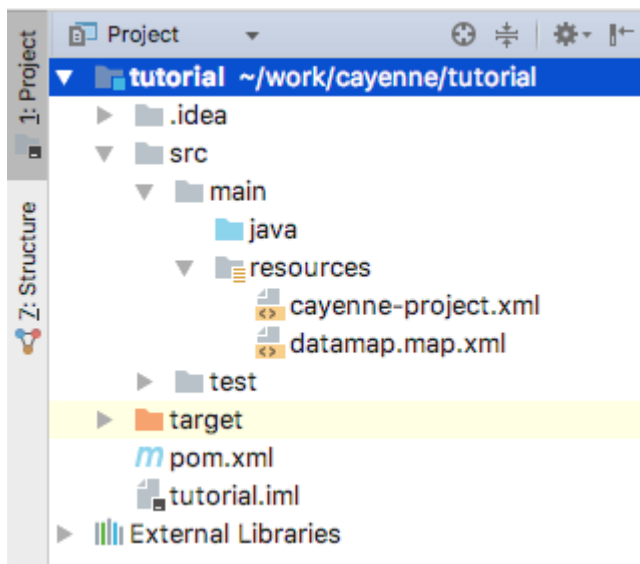 1: Project
7: Structure
Project
tutorial ~/work/cayenne/tutorial
.idea
src
main
java
resources
cayenne-project.xml
datamap.map.xml
test
target
m pom.xml
tutorial.iml
External Libraries